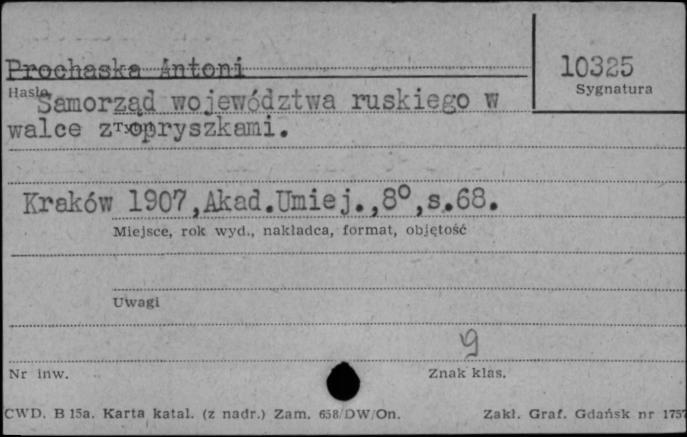 Prochaska Antoni
10325
Hasło
Sygnatura
Samorząd województwa ruskiego w
walce z opryszkami.
Kraków 1907,Akad.Umiej.,8°,s.68.
Miejsce, rok wyd., nakładca, format, objętość
Uwagi
9
Nr inw.
Znak klas.
CWD. B 15a. Karta katal. (z nadr.) Zam. 658/DW/On.
Zakł. Graf. Gdańsk nr 1757